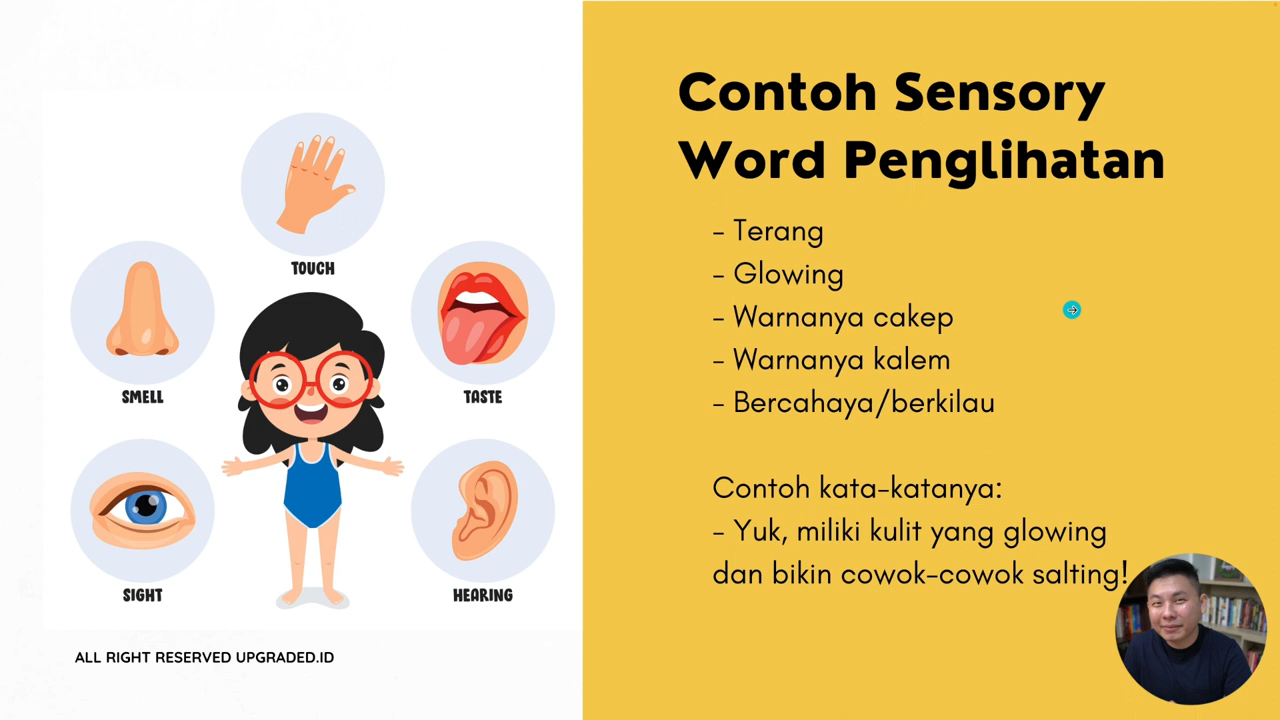 TOUCH
SMELL
TASTE
SIGHT
HEARING
ALL RIGHT RESERVED UPGRADED.ID
Contoh Sensory
Word Penglihatan
- Terang
- Glowing
- Warnanya cakep
- Warnanya kalem
- Bercahaya/berkilau
Contoh kata-katanya:
- Yuk, miliki kulit yang glowing
dan bikin cowok-cowok salting!